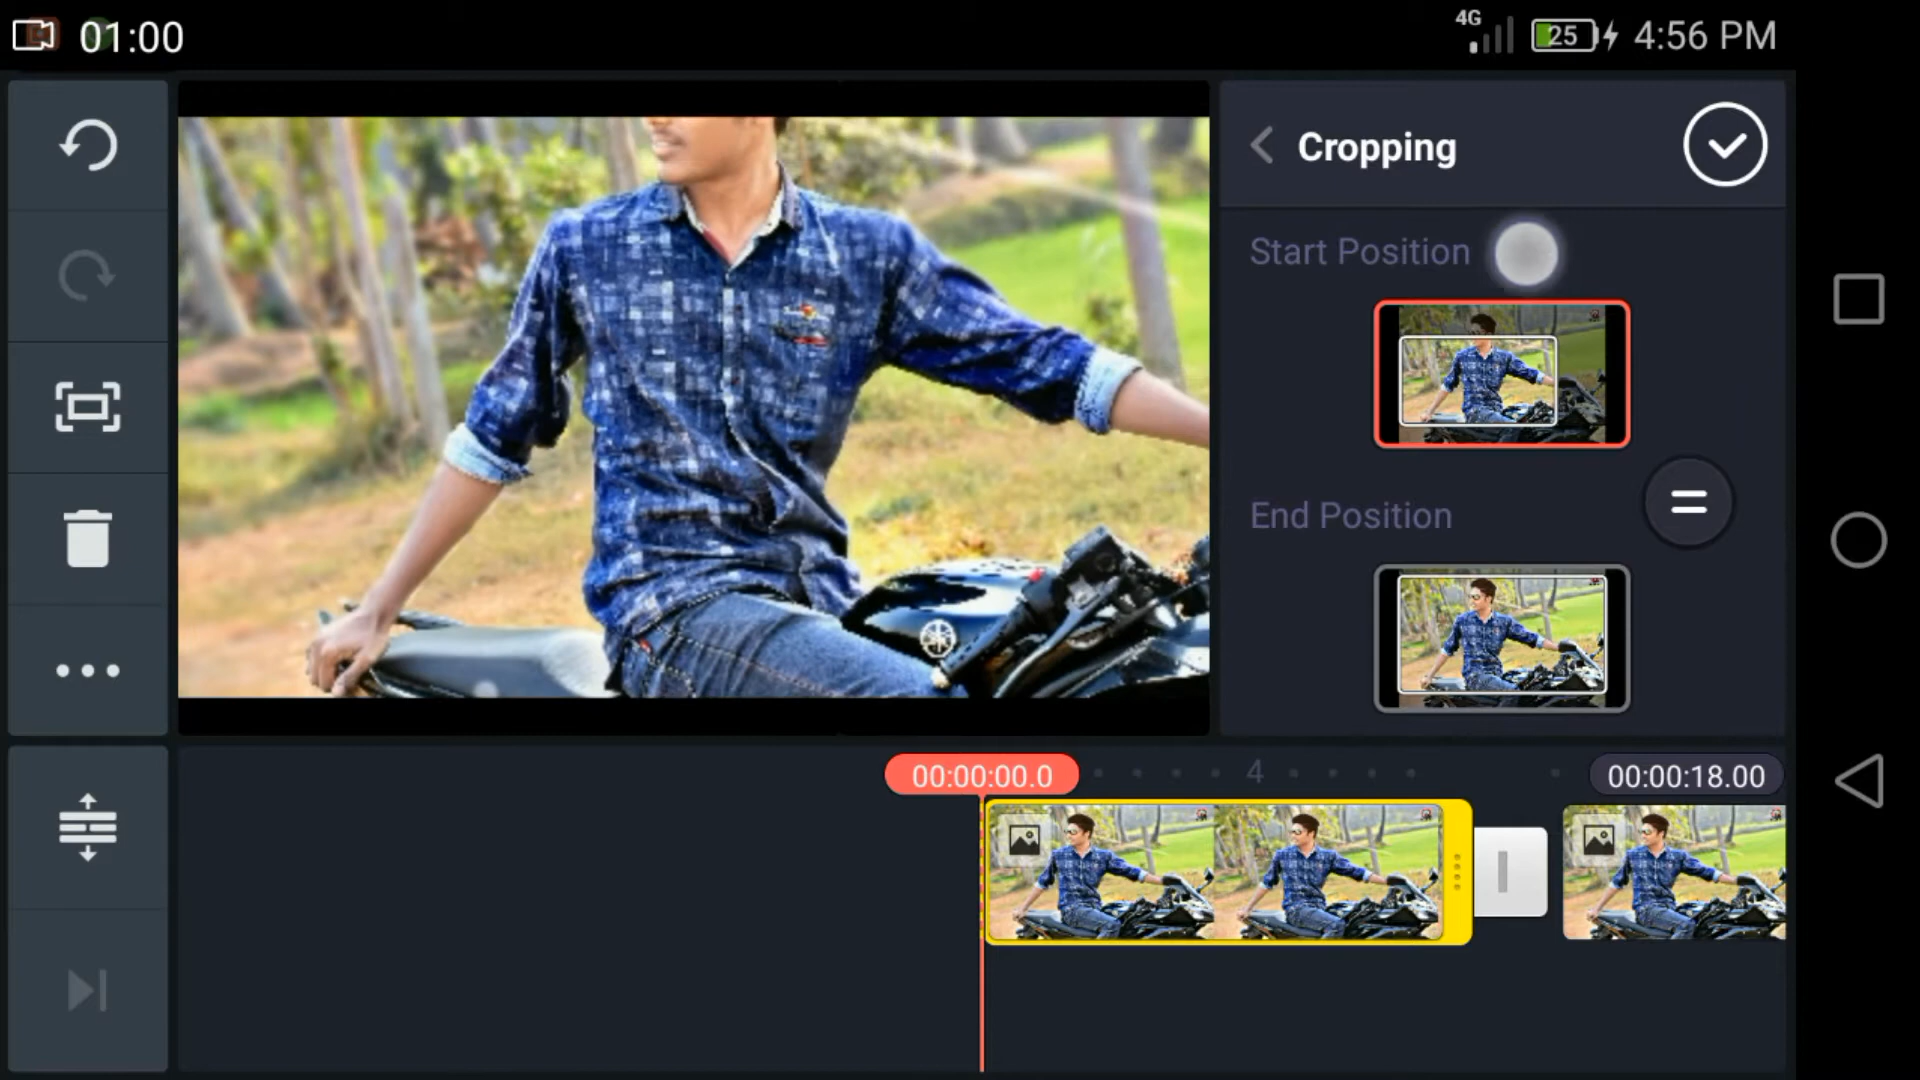 01:00
4G
25
4:56 PM
Cropping
Start Position
End Position
00:00:00.0
4
00:00:18.00